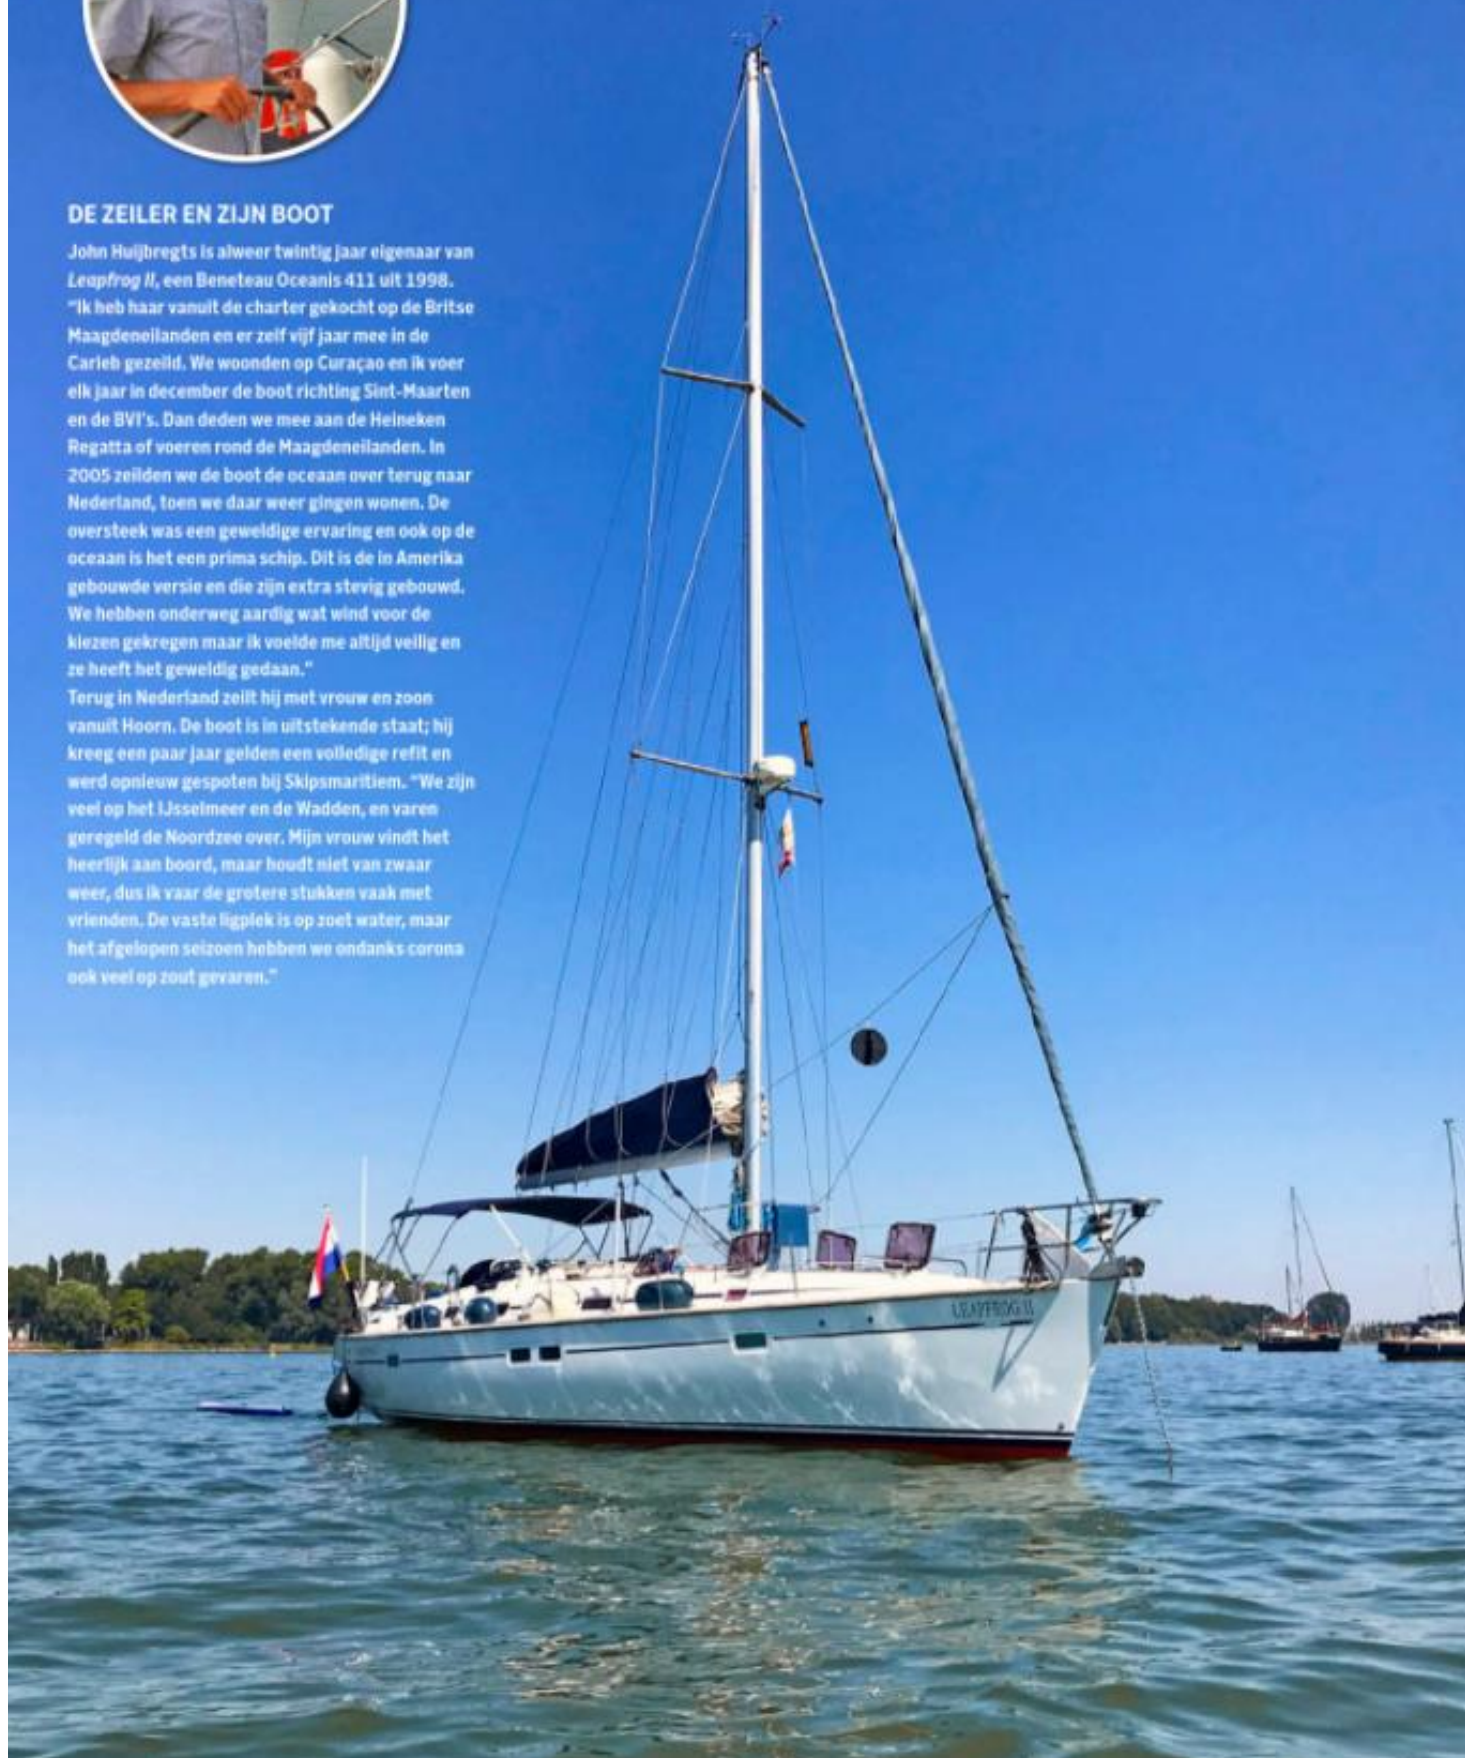 DE ZEILER EN ZIJN BOOT
John Huijbregts is alweer twintig jaar eigenaar van
Leapfrog II, een Beneteau Oceanis 411 uit 1998.
"Ik heb haar vanuit de charter gekocht op de Britse
Maagdeneilanden en er zelf vijf jaar mee in de
Carieb gezeild. We woonden op Curaçao en ik voer
elk jaar in december de boot richting Sint-Maarten
en de BVI's. Dan deden we mee aan de Heineken
Regatta of voeren rond de Maagdeneilanden. In
2005 zeilden we de boot de oceaan over terug naar
Nederland, toen we daar weer gingen wonen. De
oversteek was een geweldige ervaring en ook op de
oceaan is het een prima schip. Dit is de in Amerika
gebouwde versie en die zijn extra stevig gebouwd.
We hebben onderweg aardig wat wind voor de
kiezen gekregen maar ik voelde me altijd veilig en
ze heeft het geweldig gedaan."
Terug in Nederland zeilt hij met vrouw en zoon
vanuit Hoorn. De boot is in uitstekende staat; hij
kreeg een paar jaar gelden een volledige refit en
werd opnieuw gespoten bij Skipsmaritiem. "We zijn
veel op het IJsselmeer en de Wadden, en varen
geregeld de Noordzee over. Mijn vrouw vindt het
heerlijk aan boord, maar houdt niet van zwaar
weer, dus ik vaar de grotere stukken vaak met
vrienden. De vaste ligplek is op zoet water, maar
het afgelopen seizoen hebben we ondanks corona
ook veel op zout gevaren."
LEAPFROG II